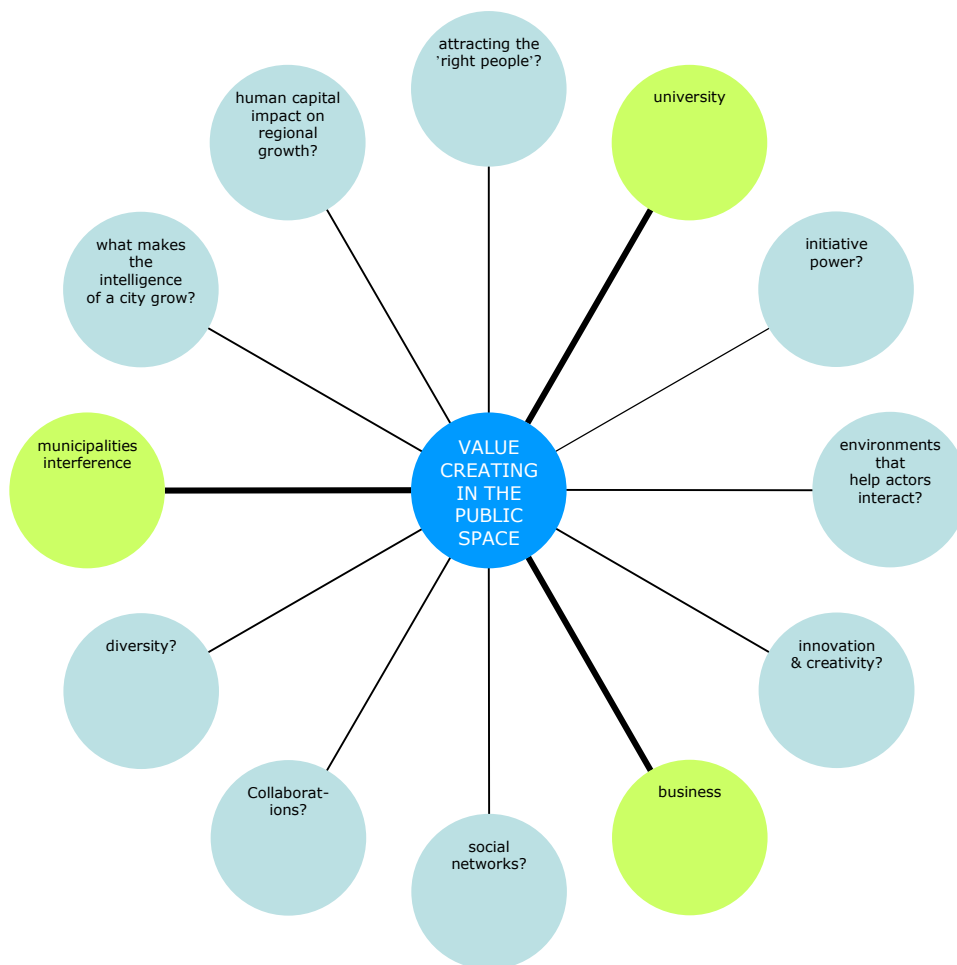 attracting the
'right people'?
university
initiative
power?
environments
that
help actors
interact?
innovation
& creativity?
business
social
networks?
Collaborat-
ions?
diversity?
municipalities
interference
what makes
the
intelligence
of a city grow?
human capital
impact on
regional
growth?
VALUE
CREATING
IN THE
PUBLIC
SPACE